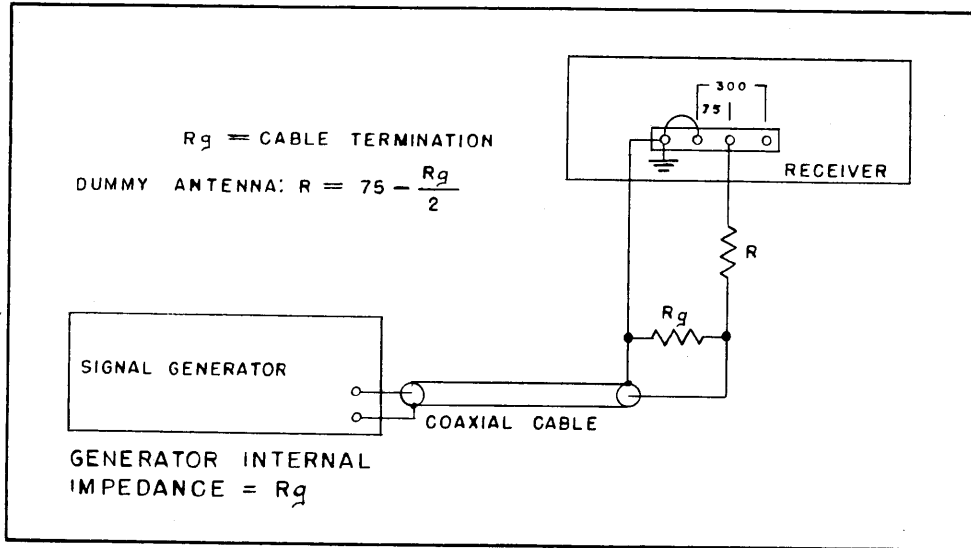 300
75
RECEIVER
Rg = CABLE TERMINATION
DUMMY ANTENNA: R = 75 - Rg/2
R
Rg
SIGNAL GENERATOR
COAXIAL CABLE
GENERATOR INTERNAL
IMPEDANCE = Rg